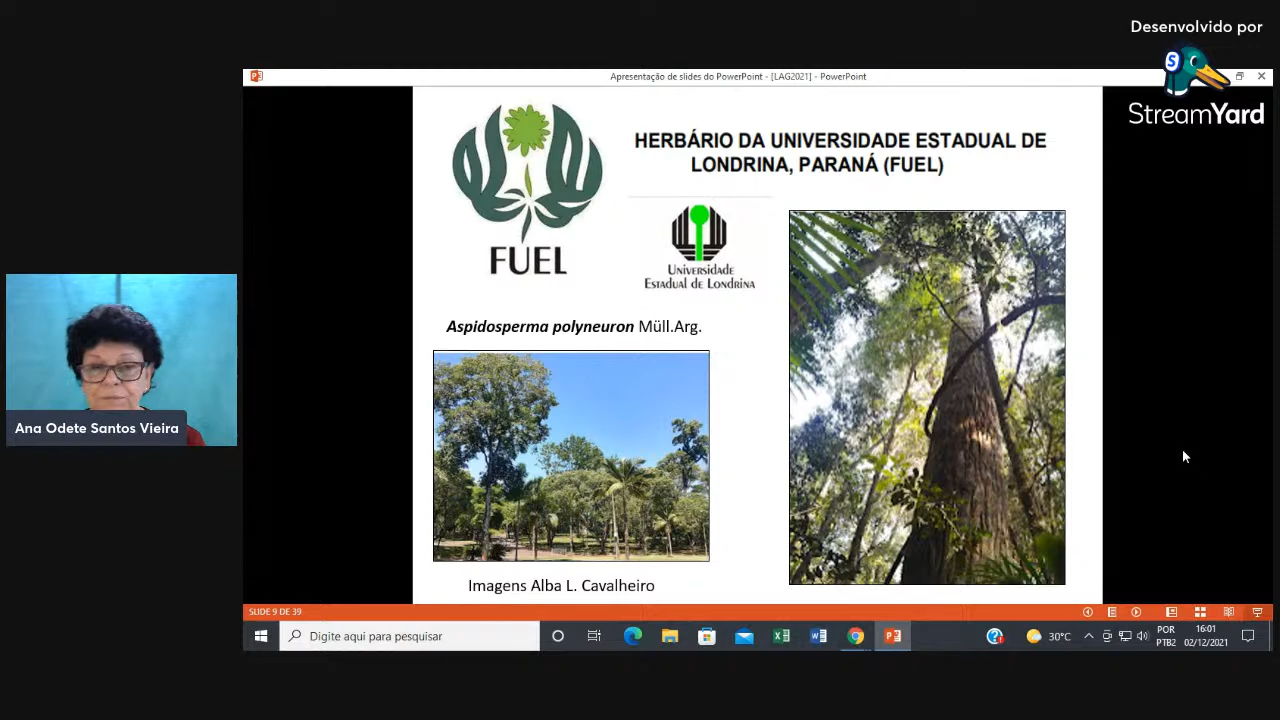 Desenvolvido por
S
StreamYard
Apresentação de slides do PowerPoint - [LAG2021] - PowerPoint
HERBÁRIO DA UNIVERSIDADE ESTADUAL DE
LONDRINA, PARANÁ (FUEL)
FUEL
Universidade
Estadual de Londrina
Aspidosperma polyneuron Müll.Arg.
Imagens Alba L. Cavalheiro
Ana Odete Santos Vieira
SLIDE 9 DE 39
Digite aqui para pesquisar
30°C
POR
PTB2
16:01
02/12/2021